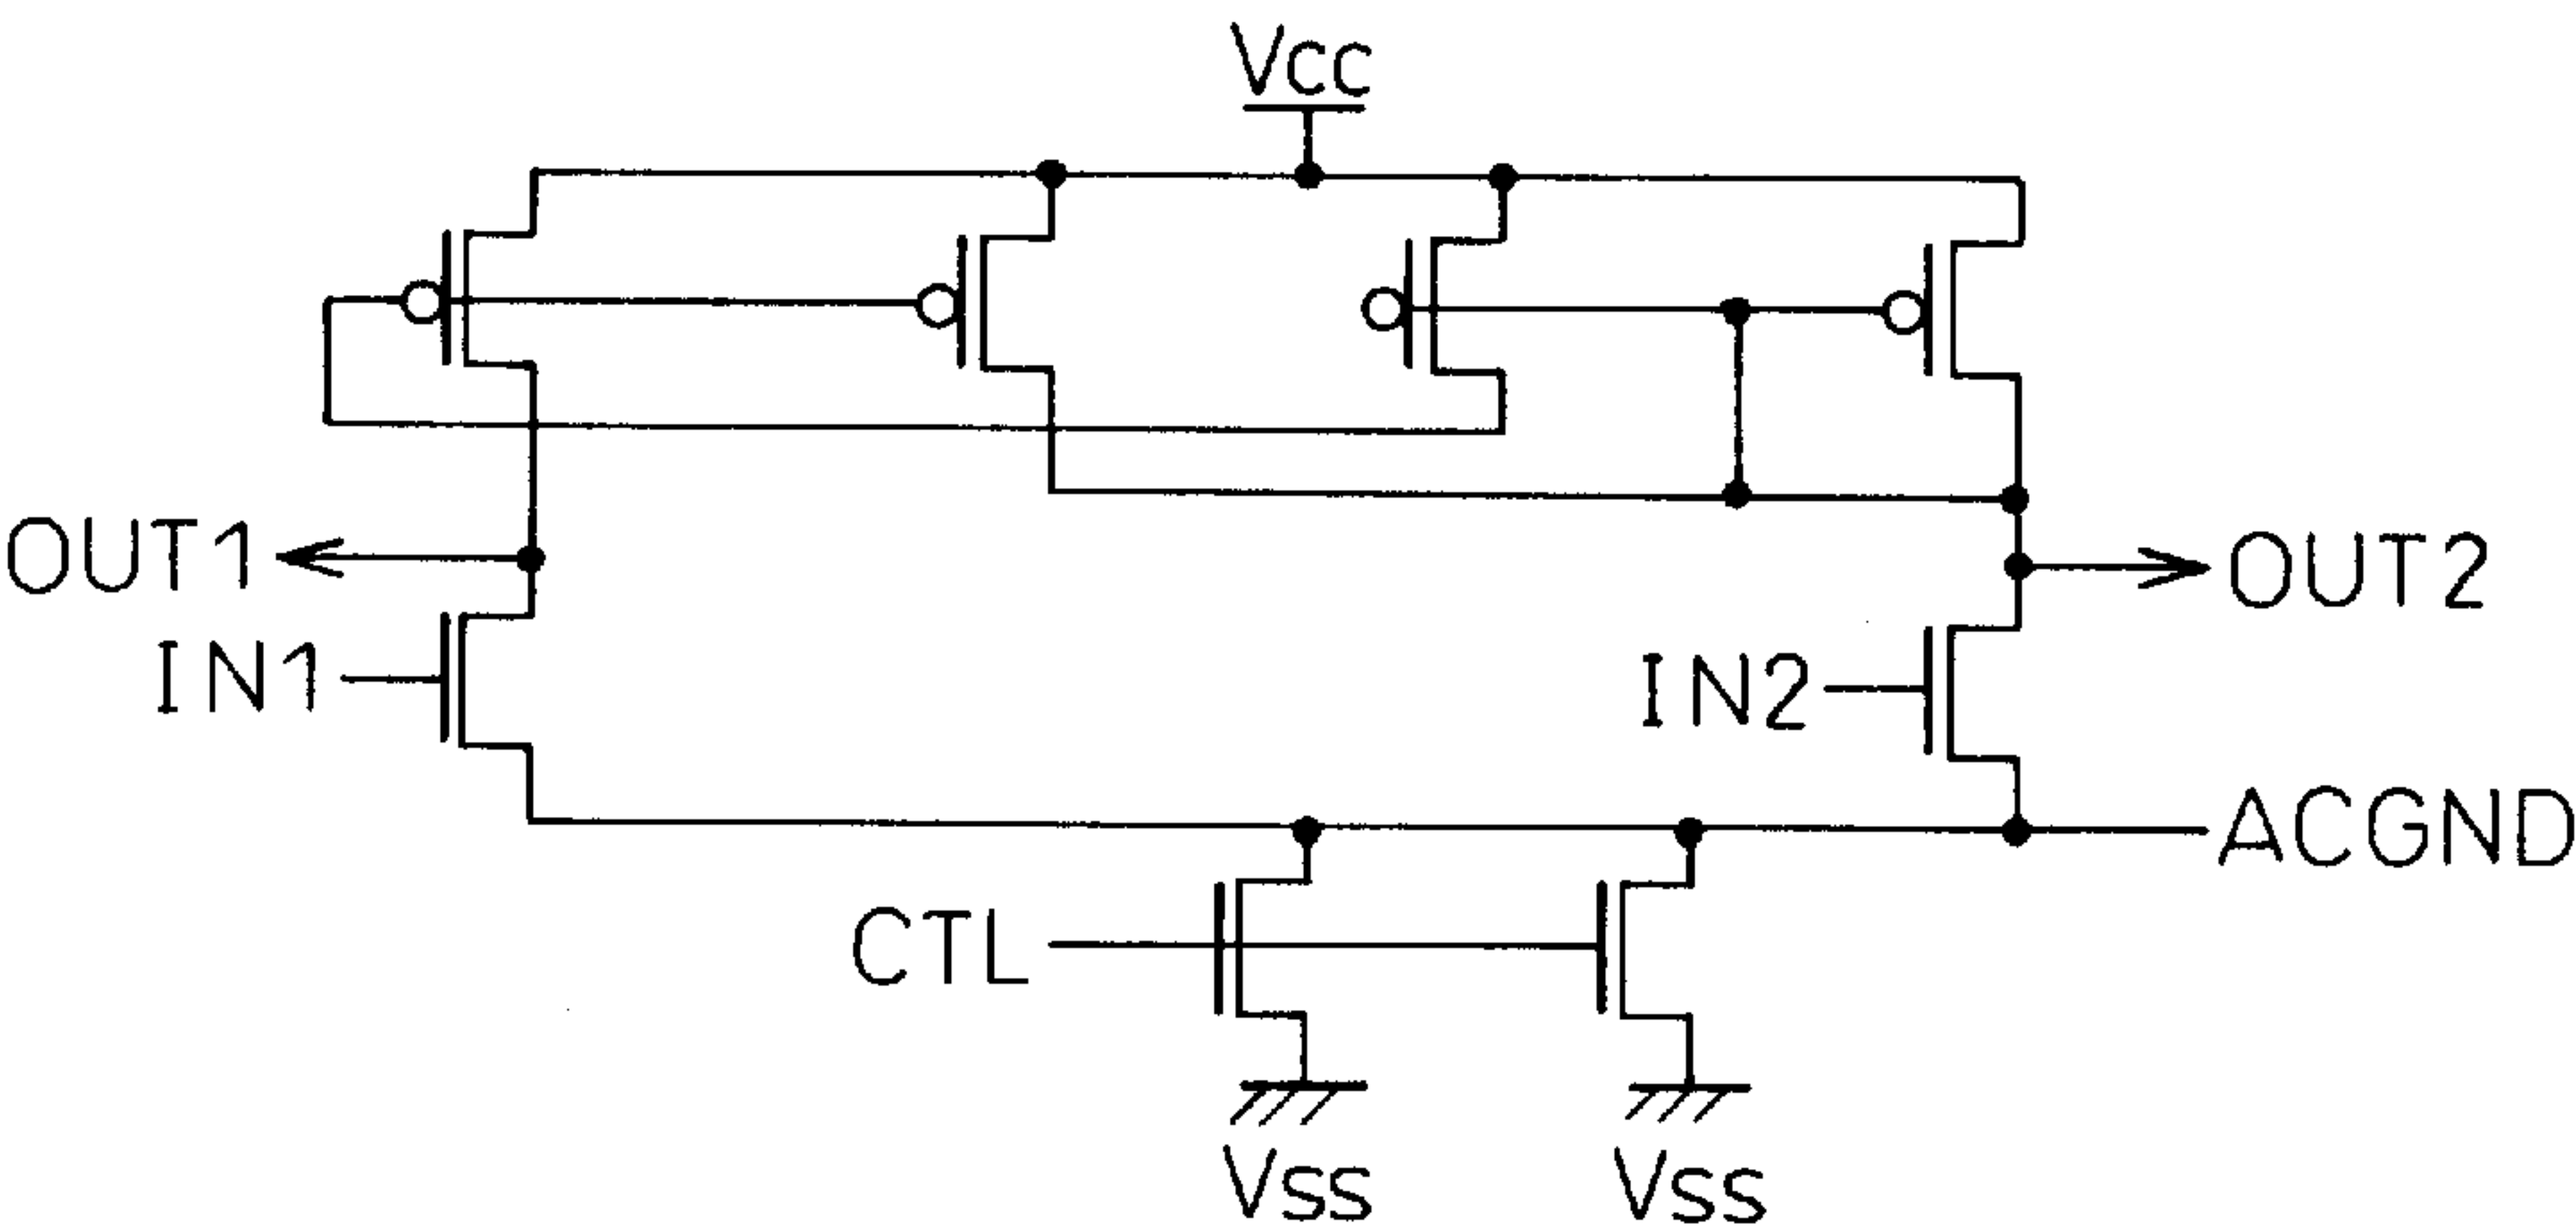 Vcc
OUT1
OUT2
IN1
IN2
ACGND
CTL
Vss
Vss